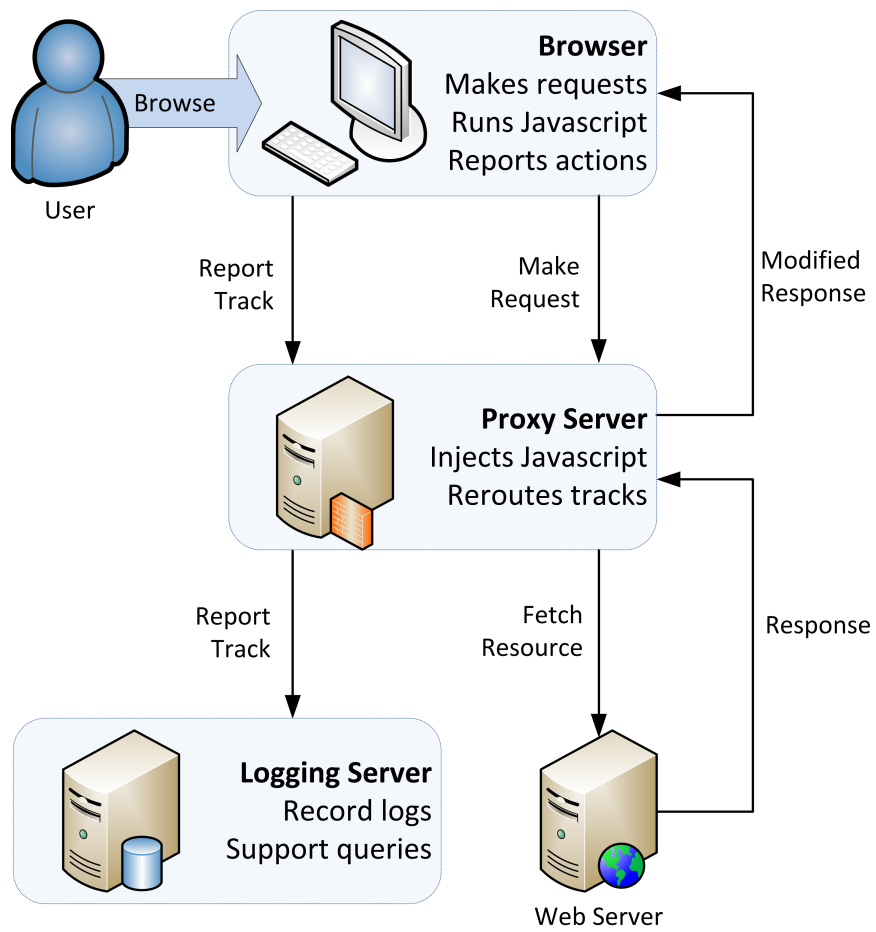 Browser
Makes requests
Runs Javascript
Reports actions
Browse
User
Report
Track
Make
Request
Modified
Response
Proxy Server
Injects Javascript
Reroutes tracks
Report
Track
Fetch
Resource
Response
Logging Server
Record logs
Support queries
Web Server